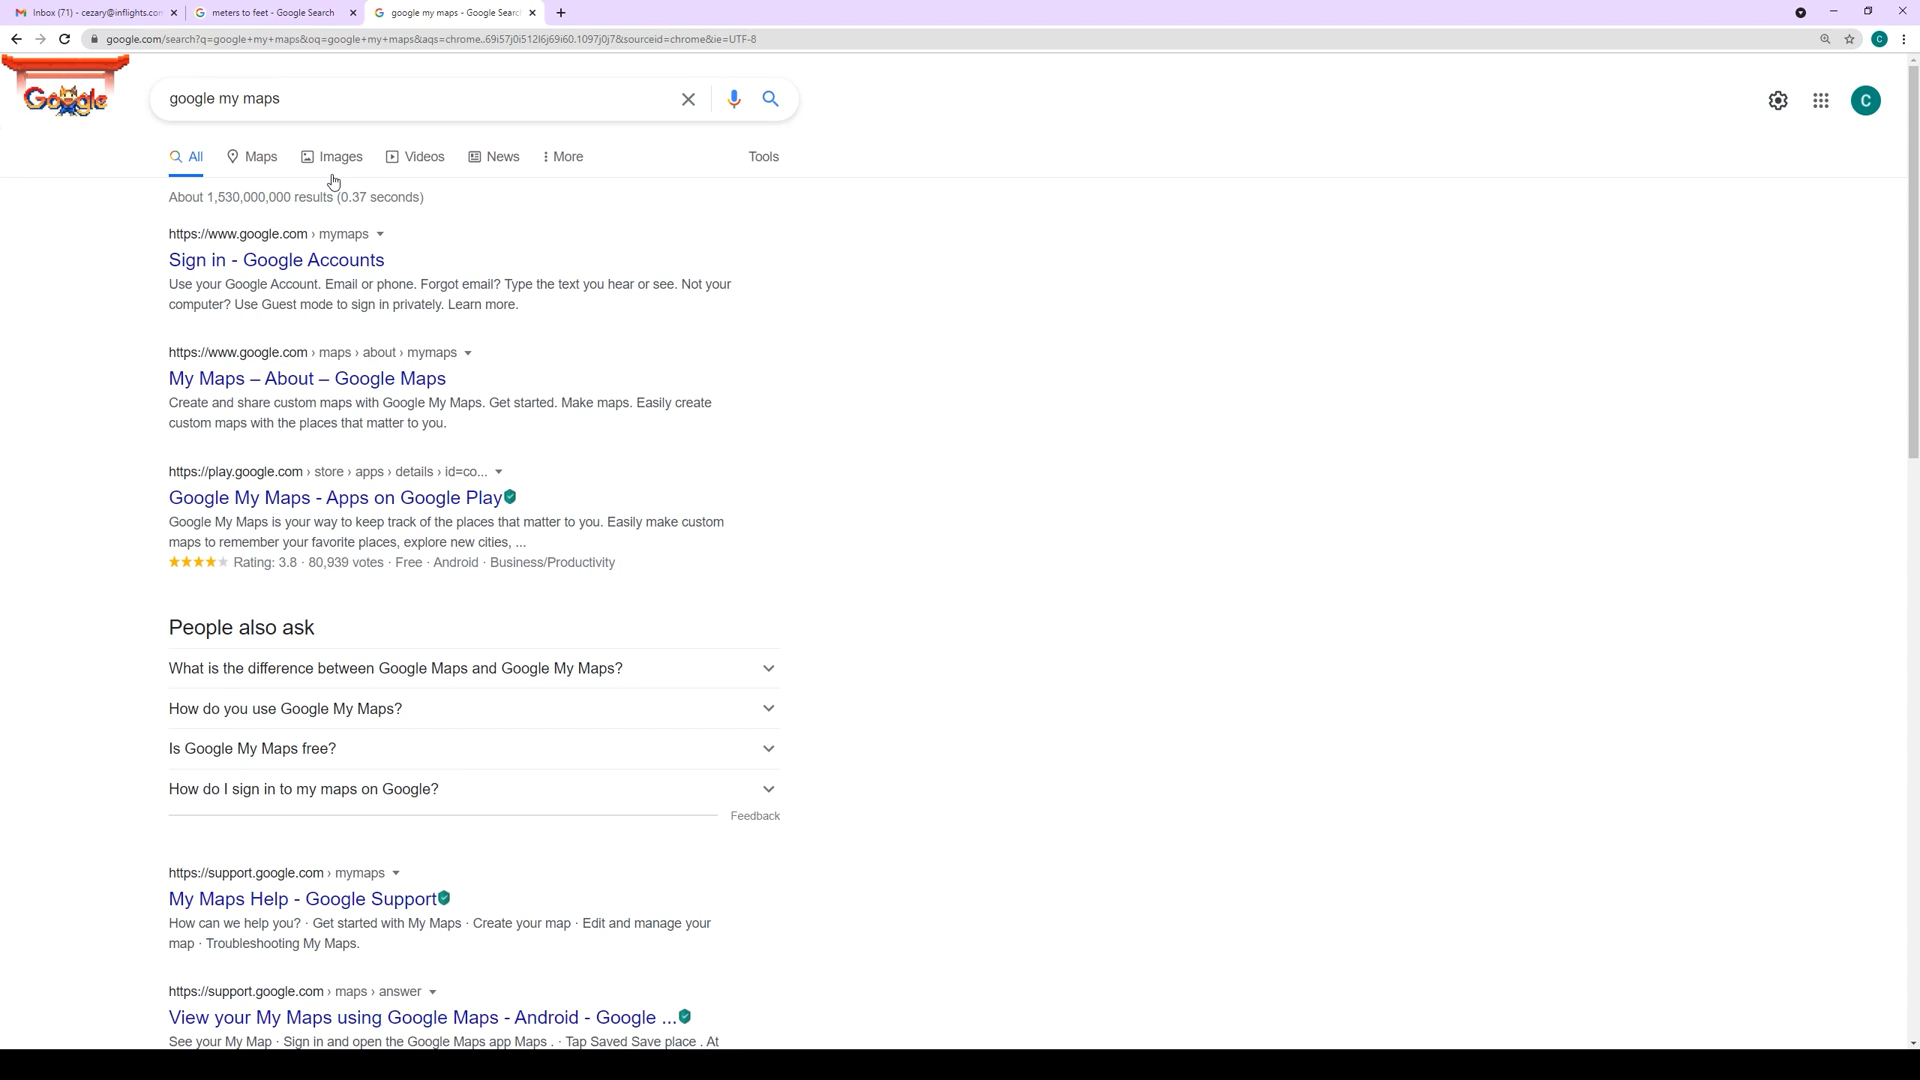 Inbox (71) - cezary@inflights.com
meters to feet - Google Search
google my maps - Google Search
google.com/search?q=google+my+maps&oq=google+my+maps&aqs=chrome..69i57j0i512l6j69i60.1097j0j7&sourceid=chrome&ie=UTF-8
Google
google my maps
C
All
Maps
Images
Videos
News
More
Tools
About 1,530,000,000 results (0.37 seconds)
https://www.google.com › mymaps
Sign in - Google Accounts
Use your Google Account. Email or phone. Forgot email? Type the text you hear or see. Not your
computer? Use Guest mode to sign in privately. Learn more.
https://www.google.com › maps › about › mymaps
My Maps – About – Google Maps
Create and share custom maps with Google My Maps. Get started. Make maps. Easily create
custom maps with the places that matter to you.
https://play.google.com › store › apps › details › id=co...
Google My Maps - Apps on Google Play
Google My Maps is your way to keep track of the places that matter to you. Easily make custom
maps to remember your favorite places, explore new cities, ...
Rating: 3.8 · 80,939 votes · Free · Android · Business/Productivity
People also ask
What is the difference between Google Maps and Google My Maps?
How do you use Google My Maps?
Is Google My Maps free?
How do I sign in to my maps on Google?
Feedback
https://support.google.com › mymaps
My Maps Help - Google Support
How can we help you? · Get started with My Maps · Create your map · Edit and manage your
map · Troubleshooting My Maps.
https://support.google.com › maps › answer
View your My Maps using Google Maps - Android - Google ...
See your My Map · Sign in and open the Google Maps app Maps . · Tap Saved Save place . At